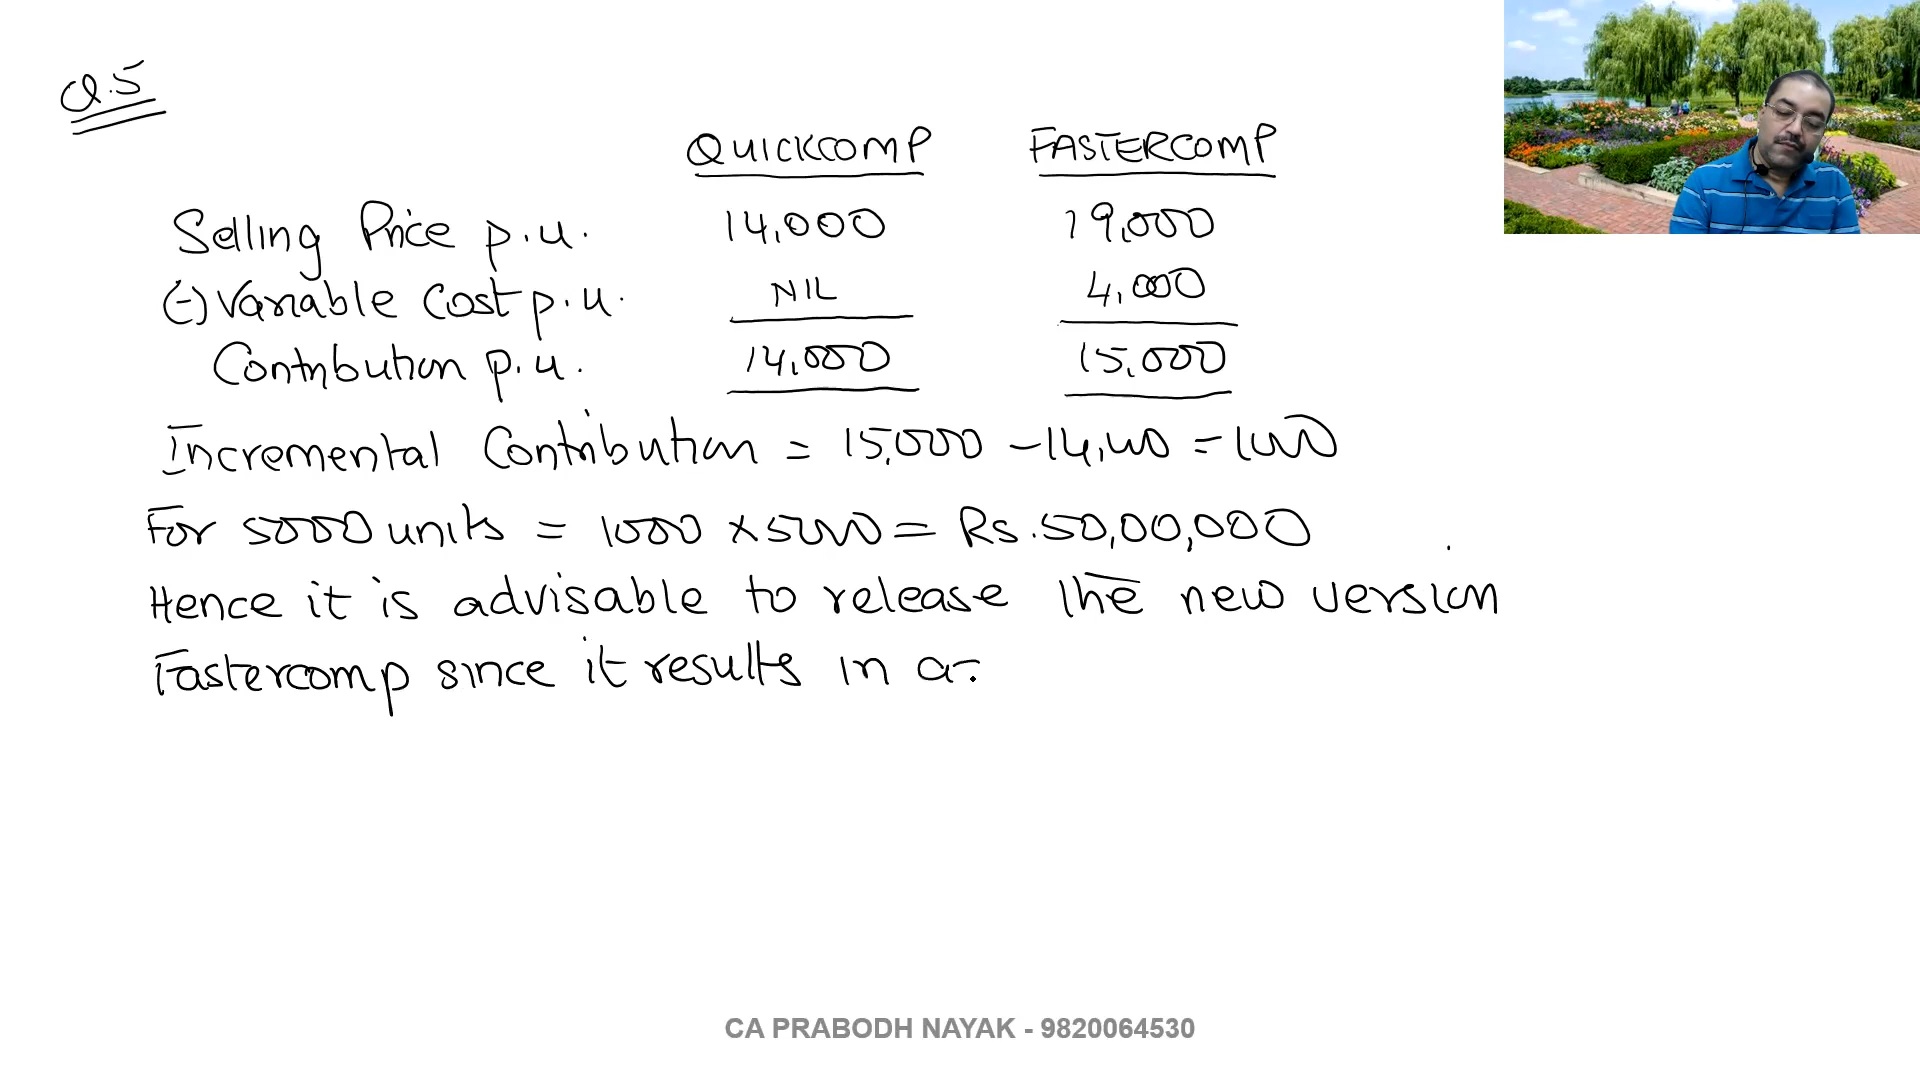 Q.5
QUICKCOMP FASTERCOMP
Selling Price p.u. 14,000 19,000
(-) Variable Cost p.u. NIL 4,000
Contribution p.u. 14,000 15,000
Incremental Contribution = 15,000 - 14,000 = 1000
For 5000 units = 1000 x 5000 = Rs. 50,00,000
Hence it is advisable to release the new version
Fastercomp since it results in a
CA PRABODH NAYAK - 9820064530